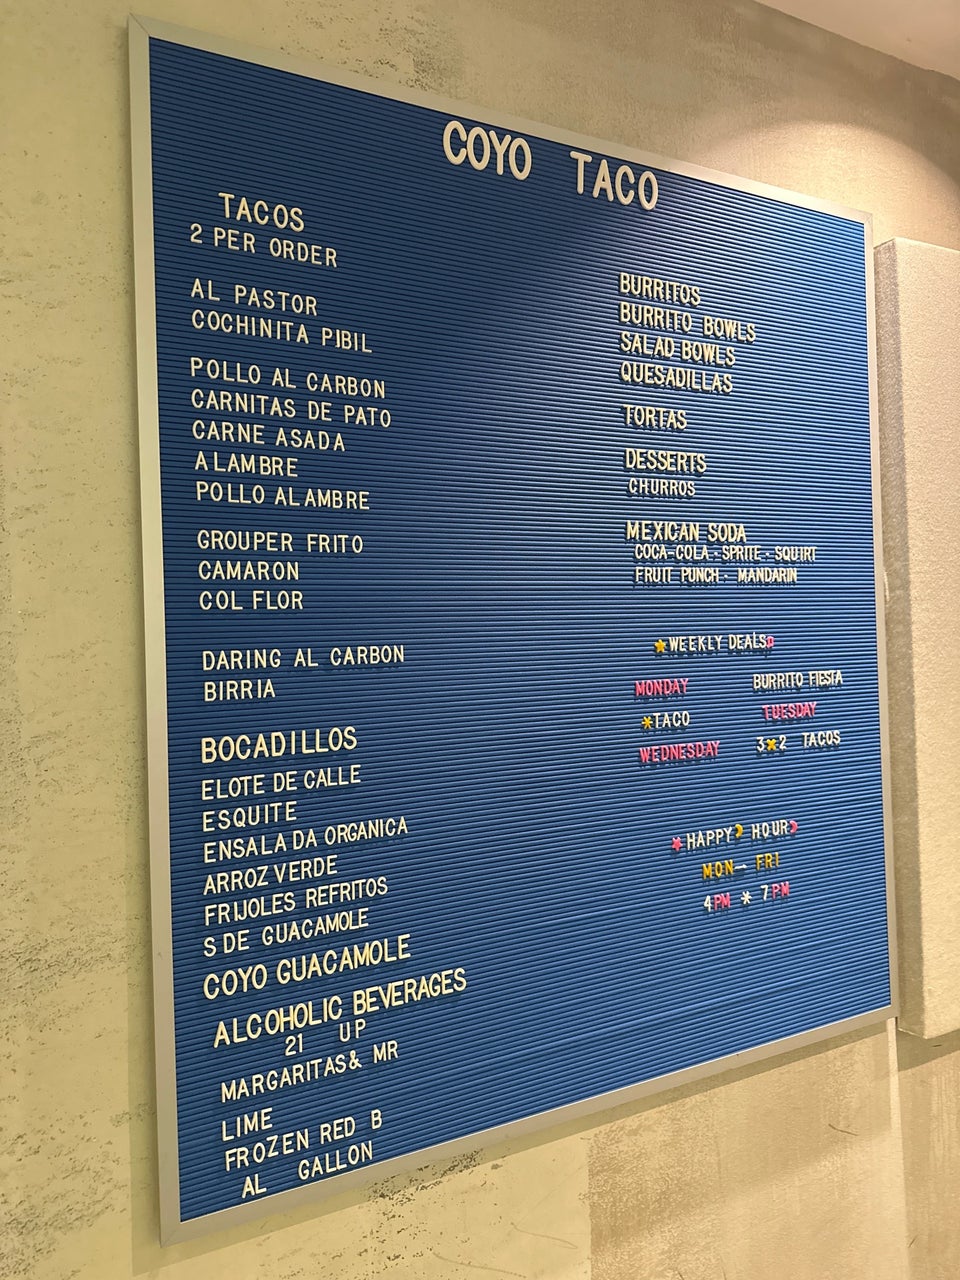 COYO TACO
TACOS
2 PER ORDER
AL PASTOR
COCHINITA PIBIL
POLLO AL CARBON
CARNITAS DE PATO
CARNE ASADA
ALAMBRE
POLLO ALAMBRE
GROUPER FRITO
CAMARON
COL FLOR
DARING AL CARBON
BIRRIA
BOCADILLOS
ELOTE DE CALLE
ESQUITE
ENSALADA ORGANICA
ARROZ VERDE
FRIJOLES REFRITOS
S DE GUACAMOLE
COYO GUACAMOLE
ALCOHOLIC BEVERAGES
21 UP
MARGARITAS& MR
LIME
FROZEN RED B
AL GALLON
BURRITOS
BURRITO BOWLS
SALAD BOWLS
QUESADILLAS
TORTAS
DESSERTS
CHURROS
MEXICAN SODA
COCA-COLA - SPRITE - SQUIRT
FRUIT PUNCH - MANDARIN
WEEKLY DEALS
MONDAY BURRITO FIESTA
*TACO TUESDAY
WEDNESDAY 3x2 TACOS
HAPPY HOUR
MON - FRI
4PM * 7PM